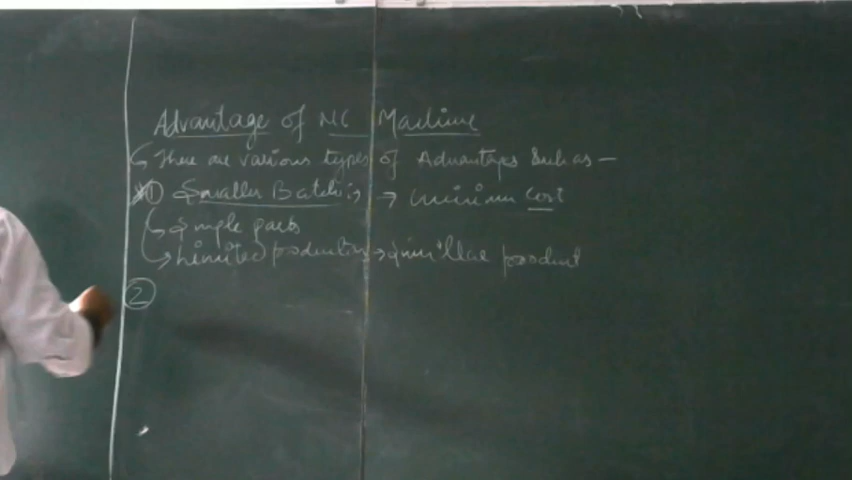 Advantage of NC Machine
There are various types of Advantages such as —
① Smaller Batch → minimum cost
→ Simple parts
→ Limited production → similar product
②